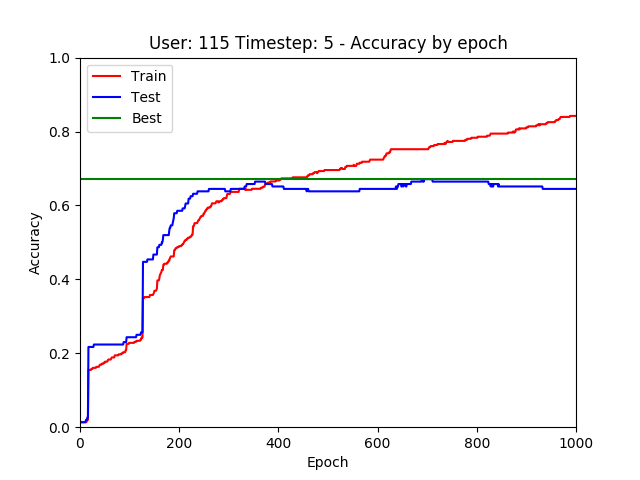 User: 115 Timestep: 5 - Accuracy by epoch
1.0
Train
Test
Best
0.8
0.6
0.4
0.2
0.0
Accuracy
0 200 400 600 800 1000
Epoch